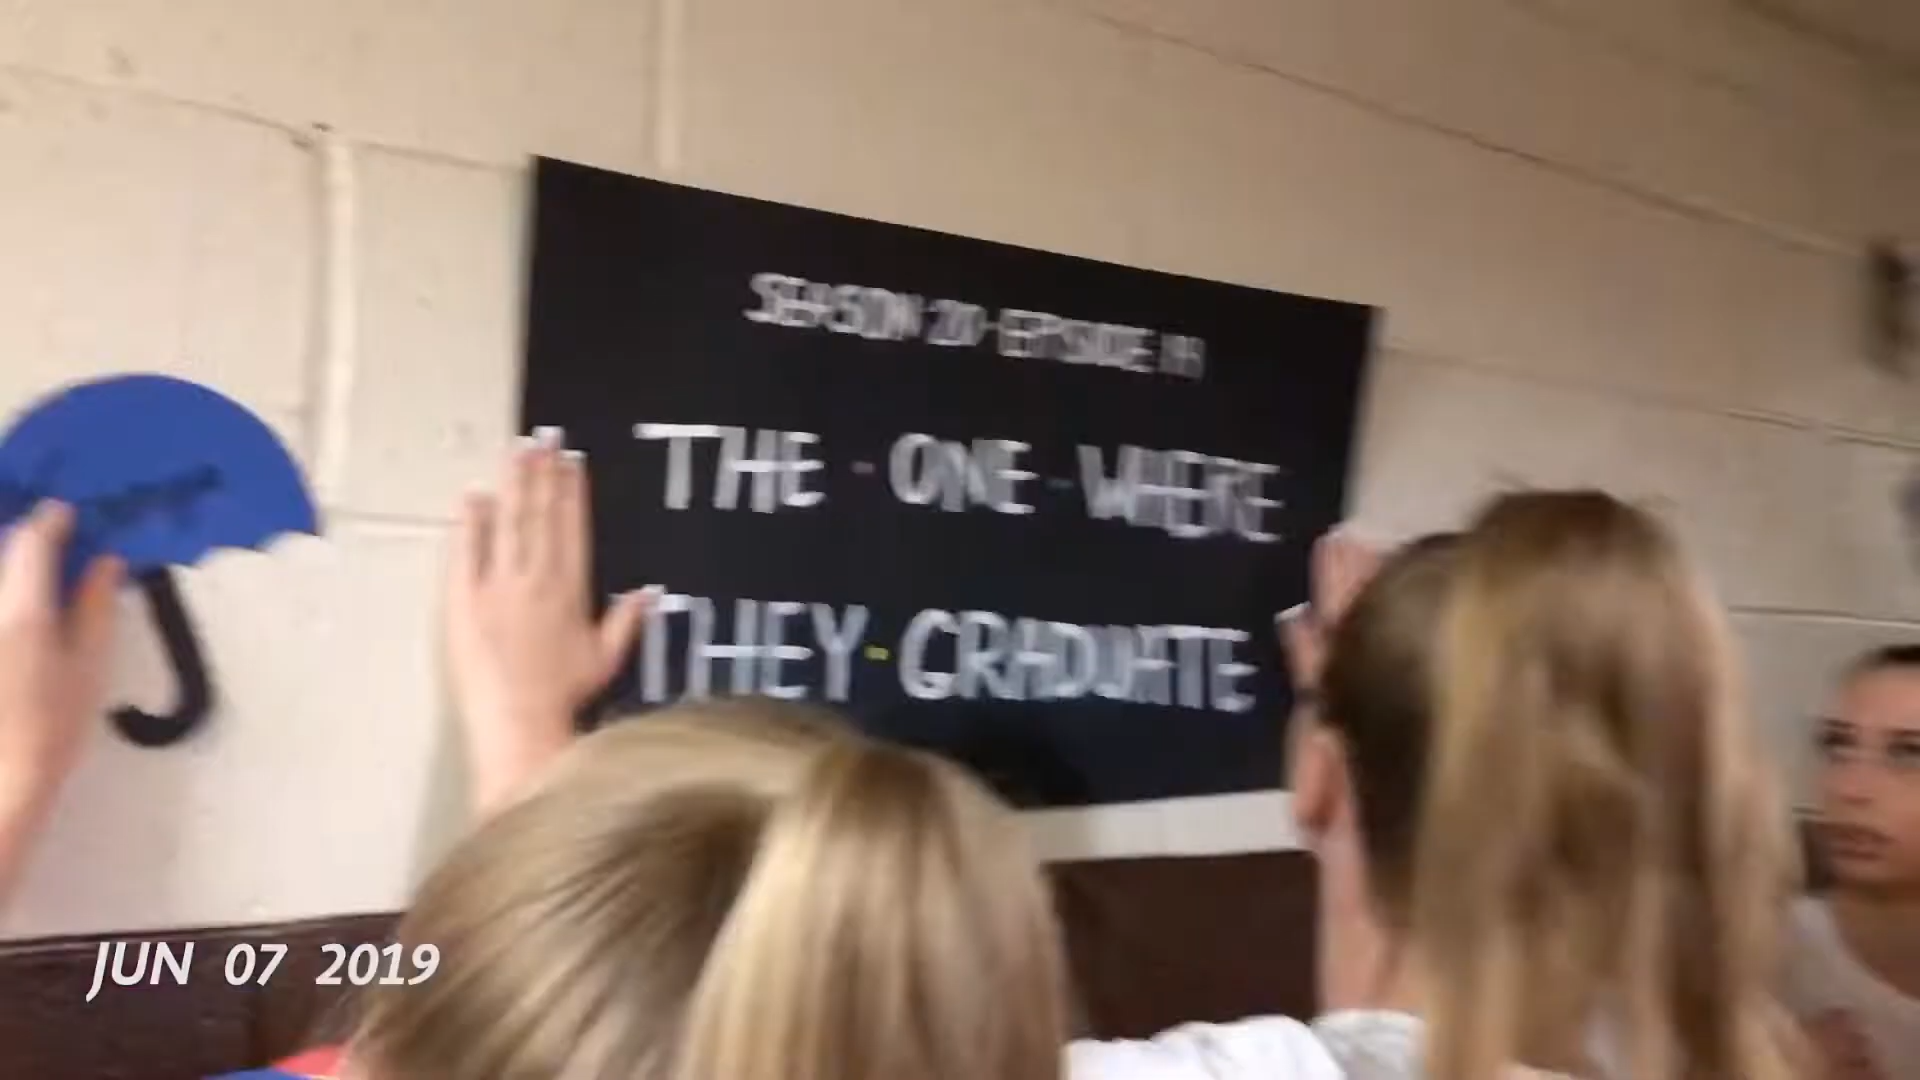 SEASON 20 - EPISODE 19
THE - ONE - WHERE
THEY - GRADUATE
JUN 07 2019